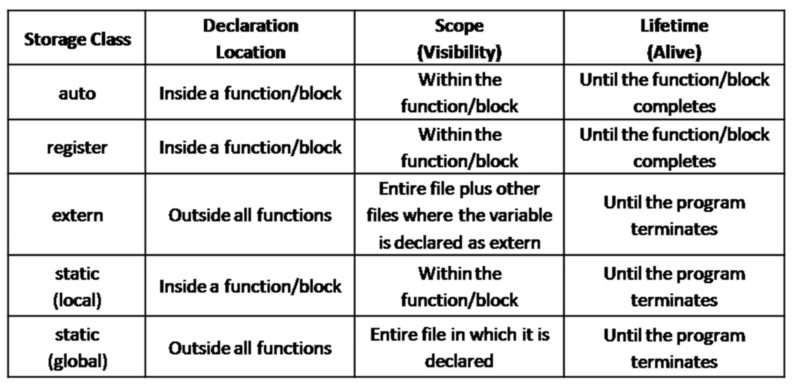 Storage Class
Declaration
Location
Scope
(Visibility)
Lifetime
(Alive)
auto
Inside a function/block
Within the
function/block
Until the function/block
completes
register
Inside a function/block
Within the
function/block
Until the function/block
completes
extern
Outside all functions
Entire file plus other
files where the variable
is declared as extern
Until the program
terminates
static
(local)
Inside a function/block
Within the
function/block
Until the program
terminates
static
(global)
Outside all functions
Entire file in which it is
declared
Until the program
terminates